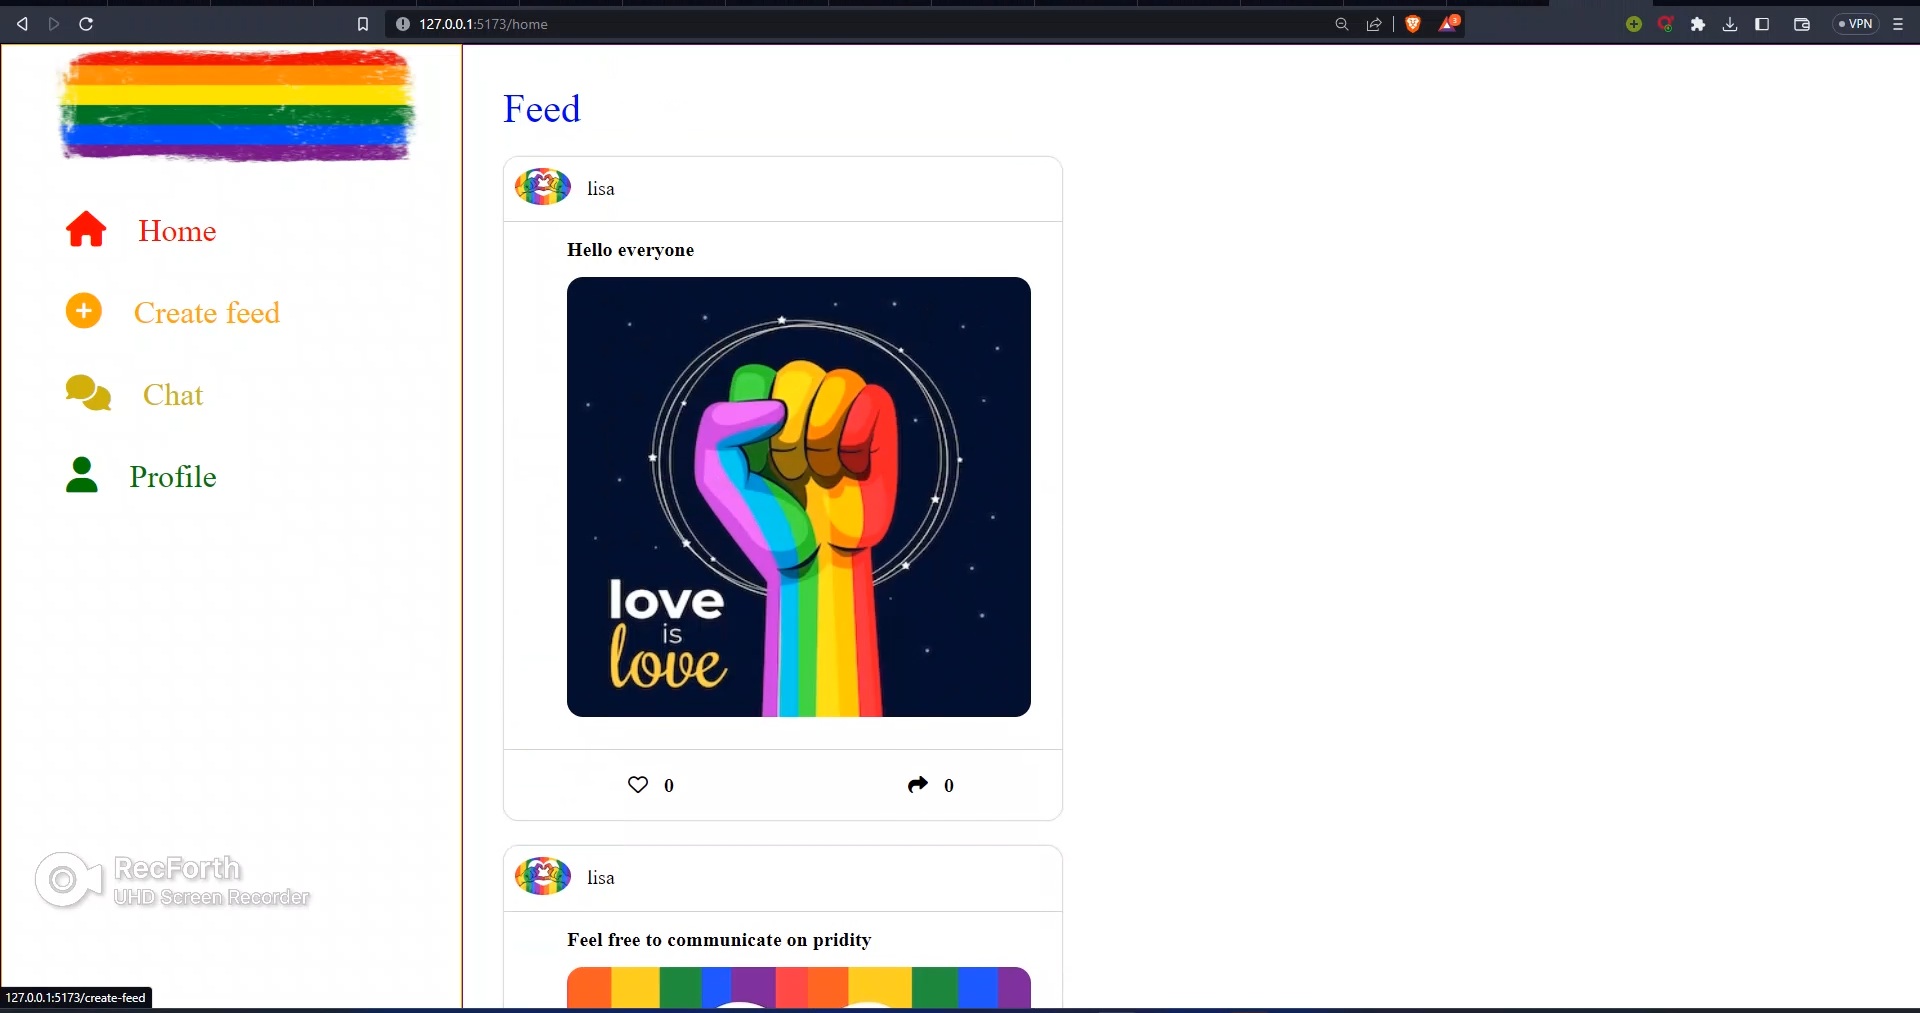 127.0.0.1:5173/home
3
VPN
Home
Create feed
Chat
Profile
RecForth
UHD Screen Recorder
127.0.0.1:5173/create-feed
Feed
lisa
Hello everyone
love
is
love
0
0
lisa
Feel free to communicate on pridity